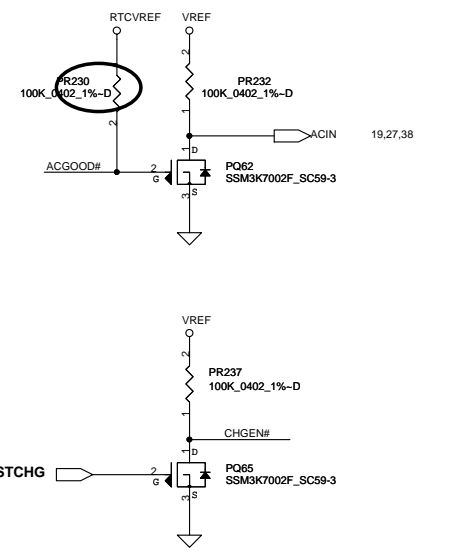 RTCVREF VREF
2
PR230 PR232
100K_0402_1%~D 100K_0402_1%~D
1
2
ACIN 19,27,38
1 D
ACGOOD# 2 PQ62
G SSM3K7002F_SC59-3
3 S
VREF
2
PR237
100K_0402_1%~D
1
CHGEN#
1 D
STCHG 2 PQ65
G SSM3K7002F_SC59-3
3 S